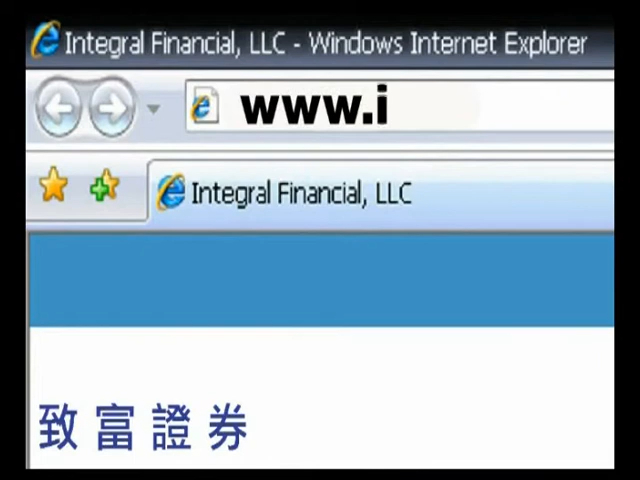 Integral Financial, LLC - Windows Internet Explorer
www.i
Integral Financial, LLC
致富證券